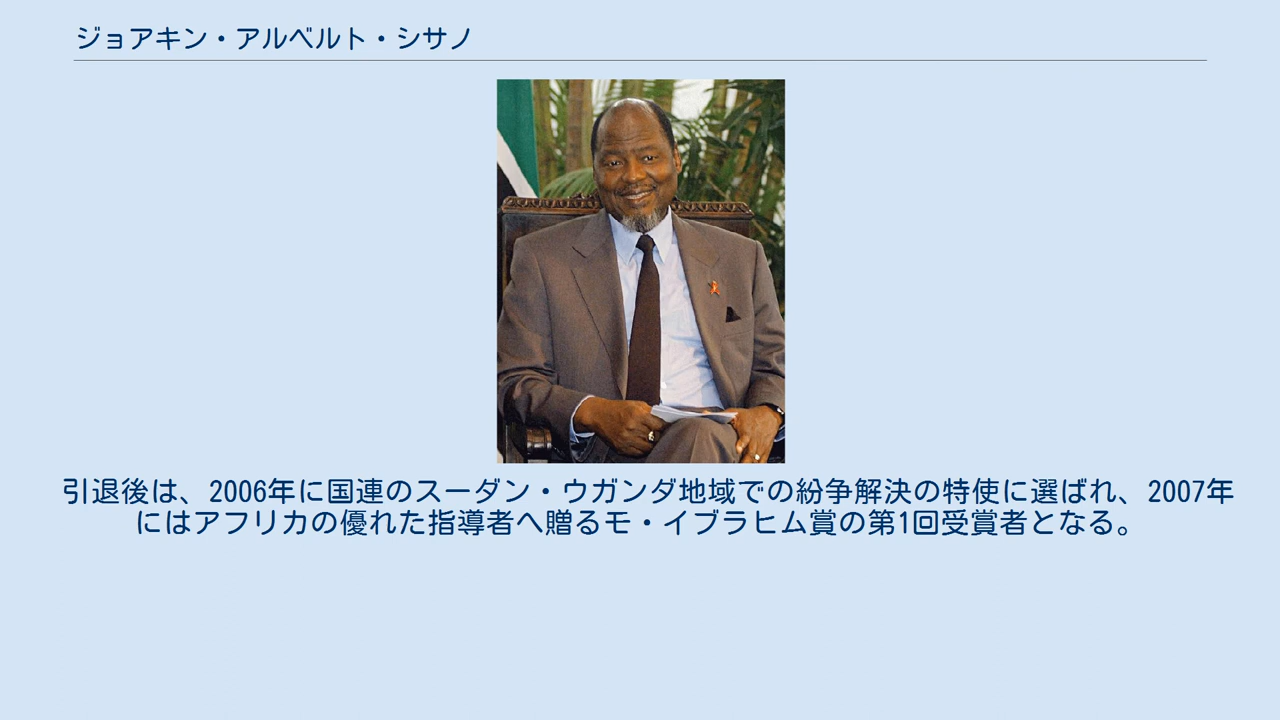 ジョアキン・アルベルト・シサノ
引退後は、2006年に国連のスーダン・ウガンダ地域での紛争解決の特使に選ばれ、2007年
にはアフリカの優れた指導者へ贈るモ・イブラヒム賞の第1回受賞者となる。